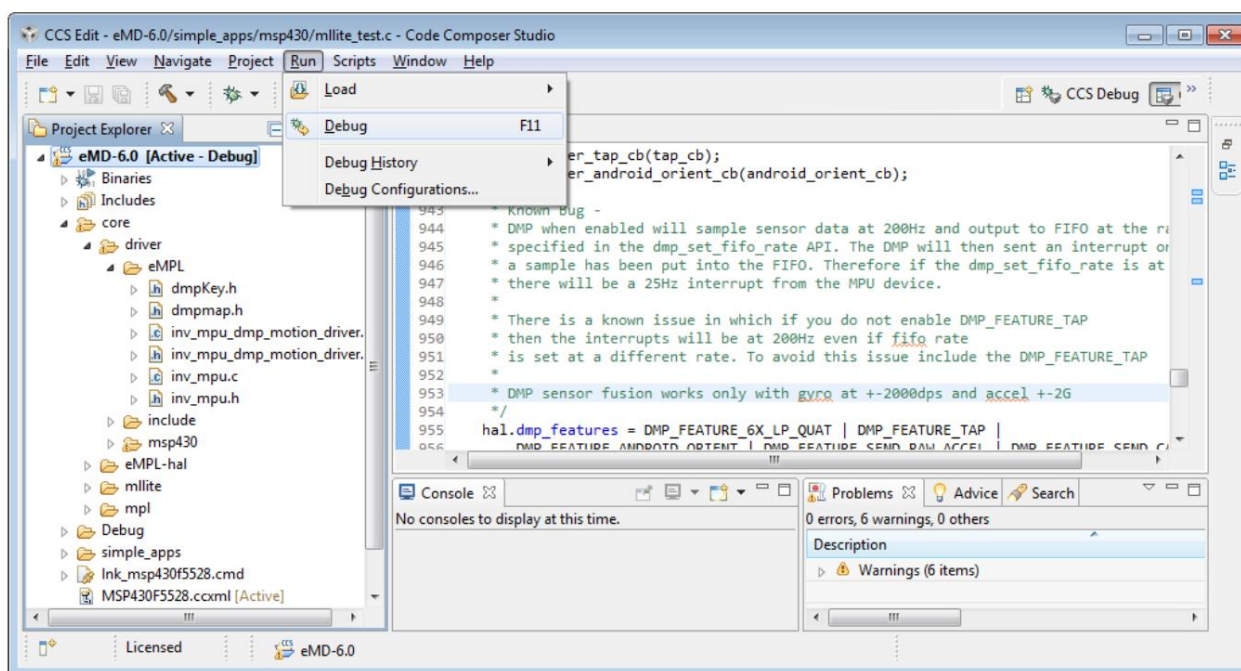 CCS Edit - eMD-6.0/simple_apps/msp430/mllite_test.c - Code Composer Studio
File Edit View Navigate Project Run Scripts Window Help
Load
Debug F11
Debug History
Debug Configurations...
CCS Debug
Project Explorer
eMD-6.0 [Active - Debug]
Binaries
Includes
core
driver
eMPL
dmpKey.h
dmpmap.h
inv_mpu_dmp_motion_driver.
inv_mpu_dmp_motion_driver.
inv_mpu.c
inv_mpu.h
include
msp430
eMPL-hal
mllite
mpl
Debug
simple_apps
lnk_msp430f5528.cmd
MSP430F5528.ccxml [Active]
er_tap_cb(tap_cb);
er_android_orient_cb(android_orient_cb);
943 * Known Bug -
944 * DMP when enabled will sample sensor data at 200Hz and output to FIFO at the ra
945 * specified in the dmp_set_fifo_rate API. The DMP will then sent an interrupt on
946 * a sample has been put into the FIFO. Therefore if the dmp_set_fifo_rate is at
947 * there will be a 25Hz interrupt from the MPU device.
948 *
949 * There is a known issue in which if you do not enable DMP_FEATURE_TAP
950 * then the interrupts will be at 200Hz even if fifo rate
951 * is set at a different rate. To avoid this issue include the DMP_FEATURE_TAP
952 *
953 * DMP sensor fusion works only with gyro at +-2000dps and accel +-2G
954 */
955 hal.dmp_features = DMP_FEATURE_6X_LP_QUAT | DMP_FEATURE_TAP |
956 DMP_FEATURE_ANDROID_ORIENT | DMP_FEATURE_SEND_RAW_ACCEL | DMP_FEATURE_SEND_CA
Console
No consoles to display at this time.
Problems Advice Search
0 errors, 6 warnings, 0 others
Description
Warnings (6 items)
Licensed
eMD-6.0